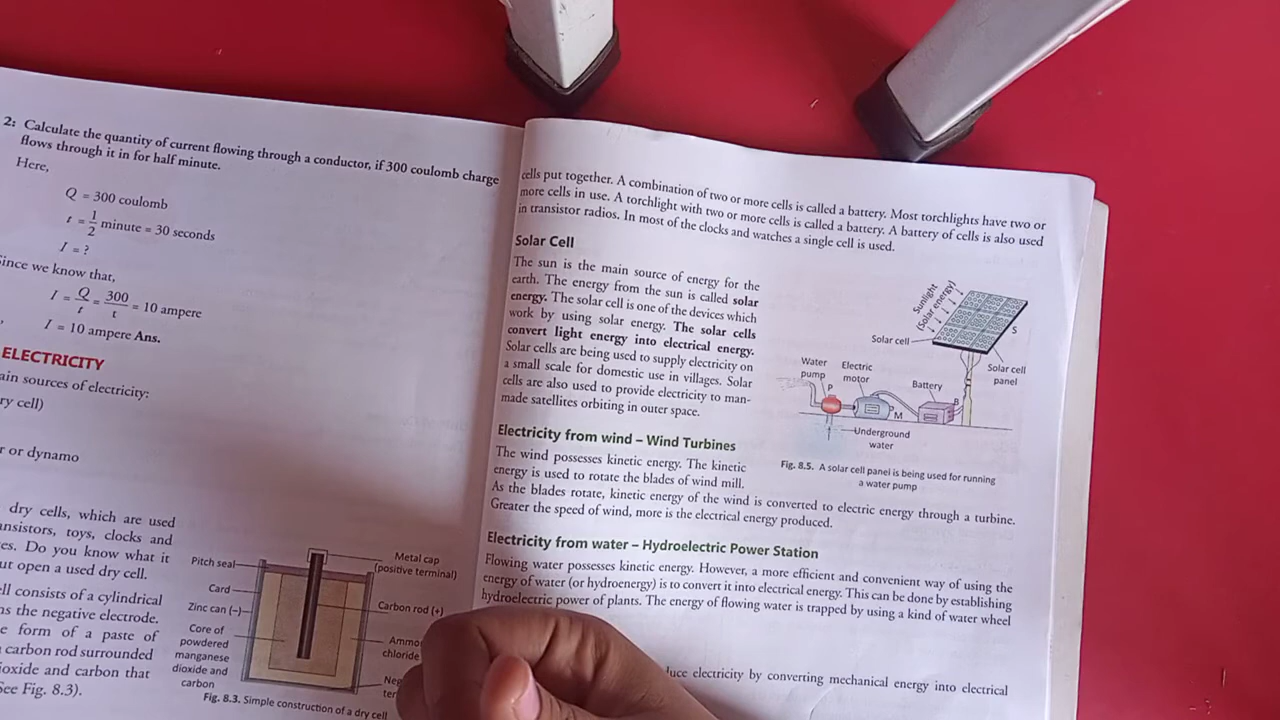 2: Calculate the quantity of current flowing through a conductor, if 300 coulomb charge
flows through it in for half minute.
Here,
Q = 300 coulomb
t = 1/2 minute = 30 seconds
I = ?
Since we know that,
I = Q/t = 300/t = 10 ampere
I = 10 ampere Ans.
ELECTRICITY
sources of electricity:
cell)
or dynamo
dry cells, which are used
toys, clocks and
Do you know what it
open a used dry cell.
consists of a cylindrical
the negative electrode.
form of a paste of
carbon rod surrounded
and carbon that
See Fig. 8.3).
Pitch seal
Card
Zinc can (–)
Core of
powdered
manganese
dioxide and
carbon
Metal cap
(positive terminal)
Carbon rod (+)
chloride
Fig. 8.3. Simple construction of a dry cell
cells put together. A combination of two or more cells is called a battery. Most torchlights have two or
more cells in use. A torchlight with two or more cells is called a battery. A battery of cells is also used
in transistor radios. In most of the clocks and watches a single cell is used.
Solar Cell
The sun is the main source of energy for the
earth. The energy from the sun is called solar
energy. The solar cell is one of the devices which
work by using solar energy. The solar cells
convert light energy into electrical energy.
Solar cells are being used to supply electricity on
a small scale for domestic use in villages. Solar
cells are also used to provide electricity to man-
made satellites orbiting in outer space.
Sunlight
(Solar energy)
Solar cell
S
Solar cell
panel
Water
pump
P
Electric
motor
M
Battery
B
Underground
water
Fig. 8.5. A solar cell panel is being used for running
a water pump
Electricity from wind – Wind Turbines
The wind possesses kinetic energy. The kinetic
energy is used to rotate the blades of wind mill.
As the blades rotate, kinetic energy of the wind is converted to electric energy through a turbine.
Greater the speed of wind, more is the electrical energy produced.
Electricity from water – Hydroelectric Power Station
Flowing water possesses kinetic energy. However, a more efficient and convenient way of using the
energy of water (or hydroenergy) is to convert it into electrical energy. This can be done by establishing
hydroelectric power of plants. The energy of flowing water is trapped by using a kind of water wheel
electricity by converting mechanical energy into electrical